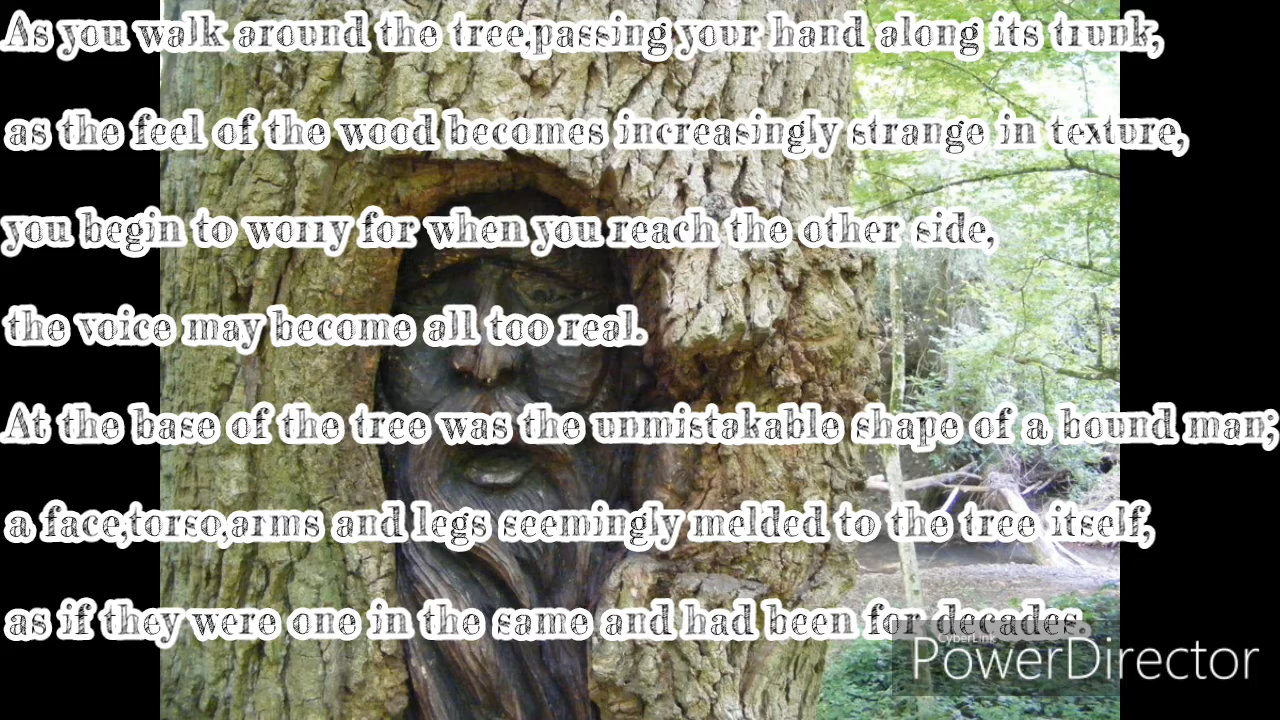 As you walk around the tree,passing your hand along its trunk,
as the feel of the wood becomes increasingly strange in texture,
you begin to worry for when you reach the other side,
the voice may become all too real.
At the base of the tree was the unmistakable shape of a bound man;
a face,torso,arms and legs seemingly melded to the tree itself,
as if they were one in the same and had been for decades.
CyberLink
PowerDirector